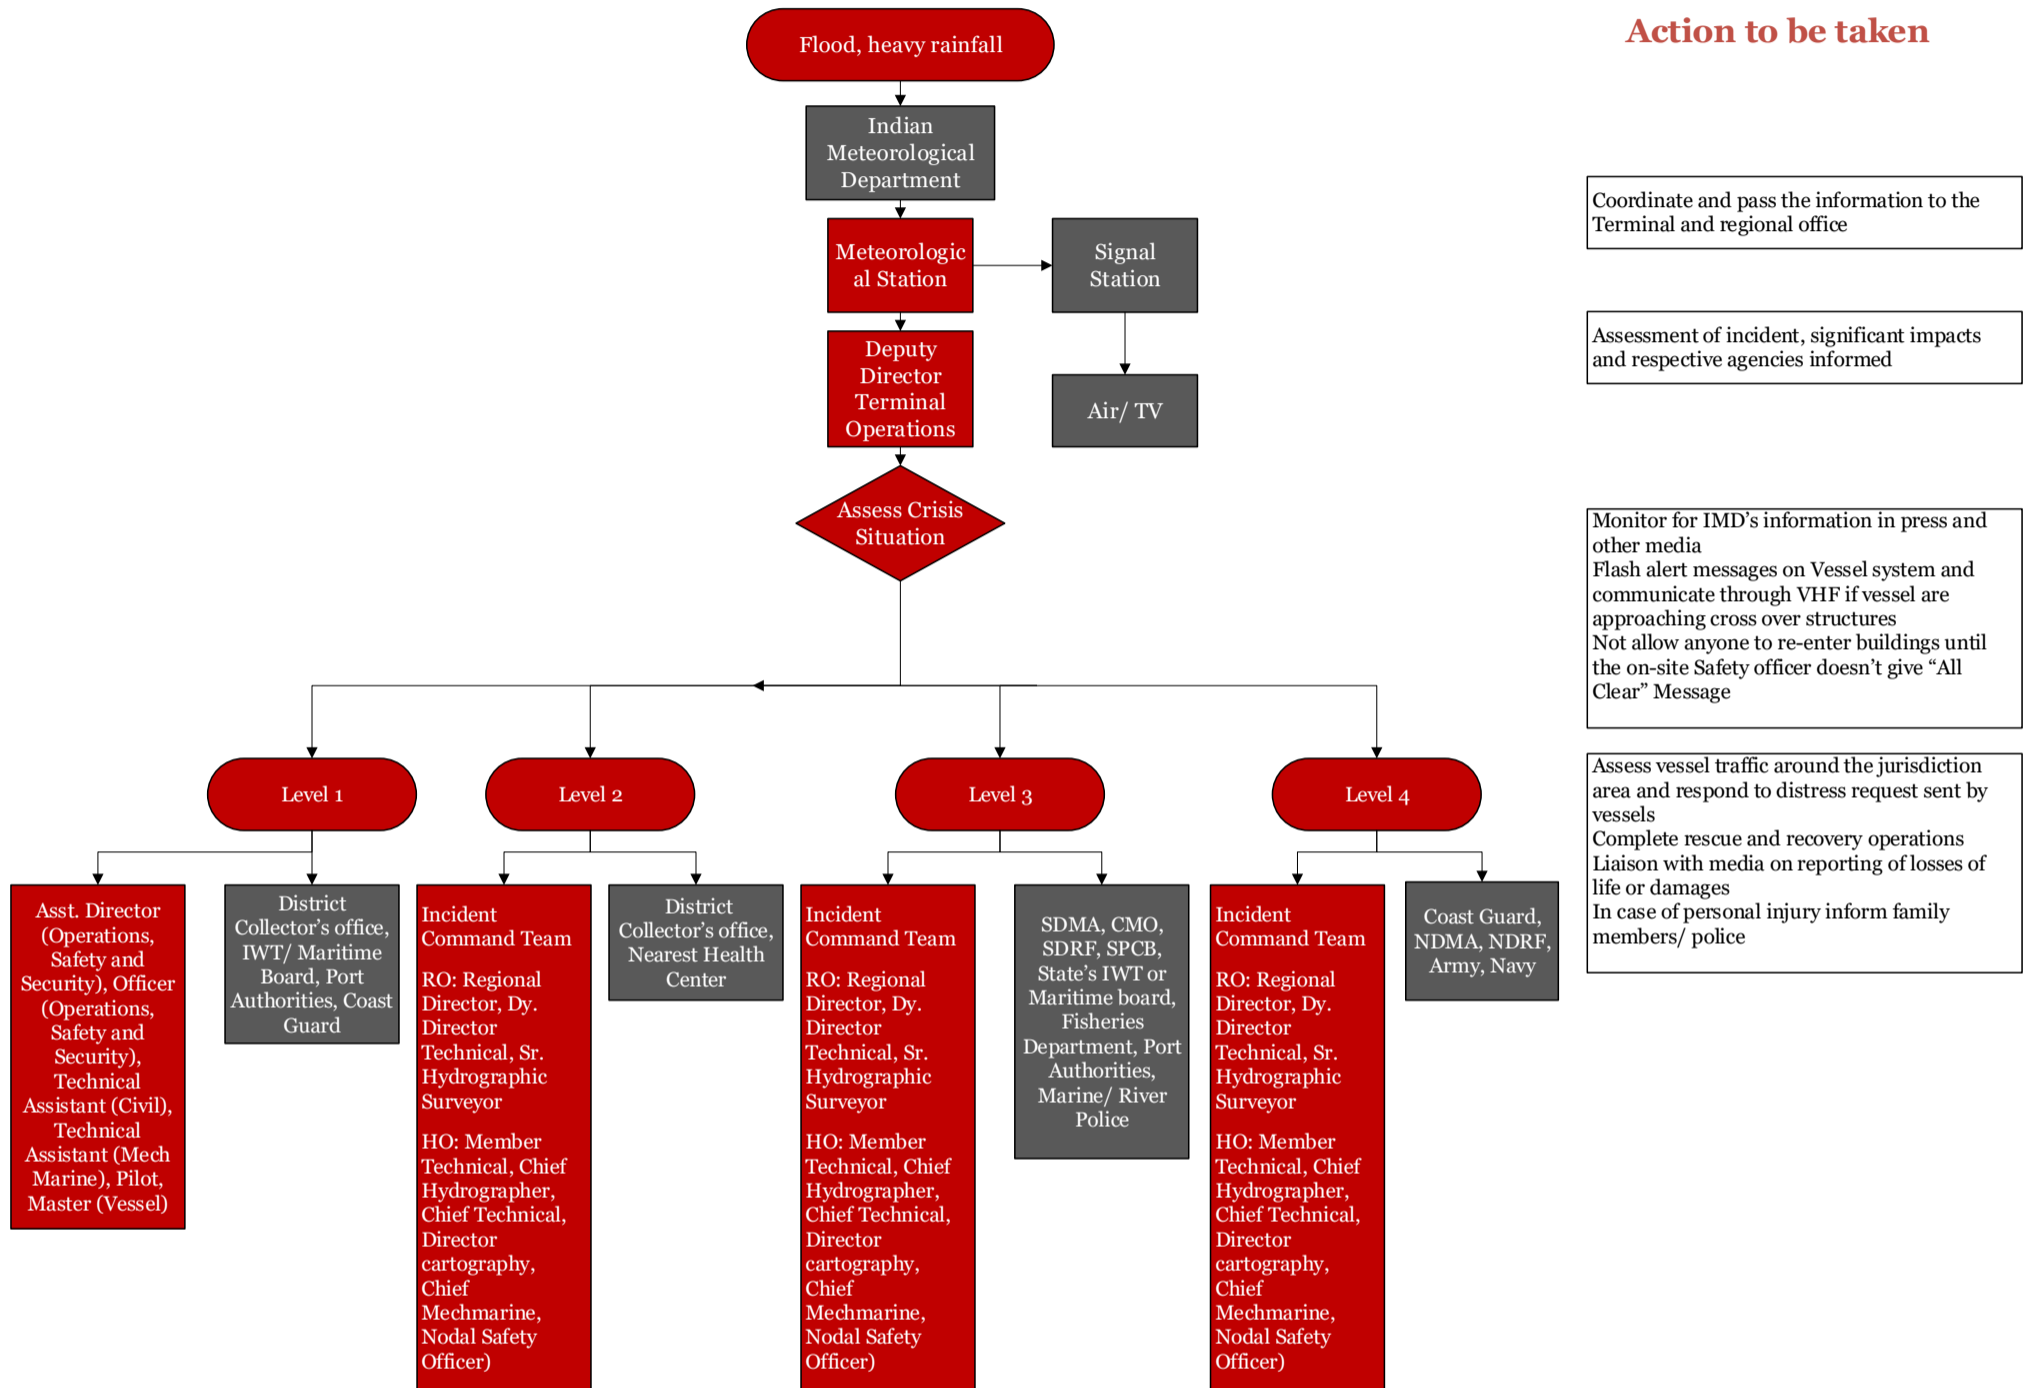 Flood, heavy rainfall
Action to be taken
Indian
Meteorological
Department
Meteorologic
al Station
Signal
Station
Deputy
Director
Terminal
Operations
Air/ TV
Assess Crisis
Situation
Coordinate and pass the information to the
Terminal and regional office
Assessment of incident, significant impacts
and respective agencies informed
Monitor for IMD’s information in press and
other media
Flash alert messages on Vessel system and
communicate through VHF if vessel are
approaching cross over structures
Not allow anyone to re-enter buildings until
the on-site Safety officer doesn’t give “All
Clear” Message
Assess vessel traffic around the jurisdiction
area and respond to distress request sent by
vessels
Complete rescue and recovery operations
Liaison with media on reporting of losses of
life or damages
In case of personal injury inform family
members/ police
Level 1
Level 2
Level 3
Level 4
Asst. Director
(Operations,
Safety and
Security), Officer
(Operations,
Safety and
Security),
Technical
Assistant (Civil),
Technical
Assistant (Mech
Marine), Pilot,
Master (Vessel)
District
Collector’s office,
IWT/ Maritime
Board, Port
Authorities, Coast
Guard
Incident
Command Team
RO: Regional
Director, Dy.
Director
Technical, Sr.
Hydrographic
Surveyor
HO: Member
Technical, Chief
Hydrographer,
Chief Technical,
Director
cartography,
Chief
Mechmarine,
Nodal Safety
Officer)
District
Collector’s office,
Nearest Health
Center
Incident
Command Team
RO: Regional
Director, Dy.
Director
Technical, Sr.
Hydrographic
Surveyor
HO: Member
Technical, Chief
Hydrographer,
Chief Technical,
Director
cartography,
Chief
Mechmarine,
Nodal Safety
Officer)
SDMA, CMO,
SDRF, SPCB,
State’s IWT or
Maritime board,
Fisheries
Department, Port
Authorities,
Marine/ River
Police
Incident
Command Team
RO: Regional
Director, Dy.
Director
Technical, Sr.
Hydrographic
Surveyor
HO: Member
Technical, Chief
Hydrographer,
Chief Technical,
Director
cartography,
Chief
Mechmarine,
Nodal Safety
Officer)
Coast Guard,
NDMA, NDRF,
Army, Navy